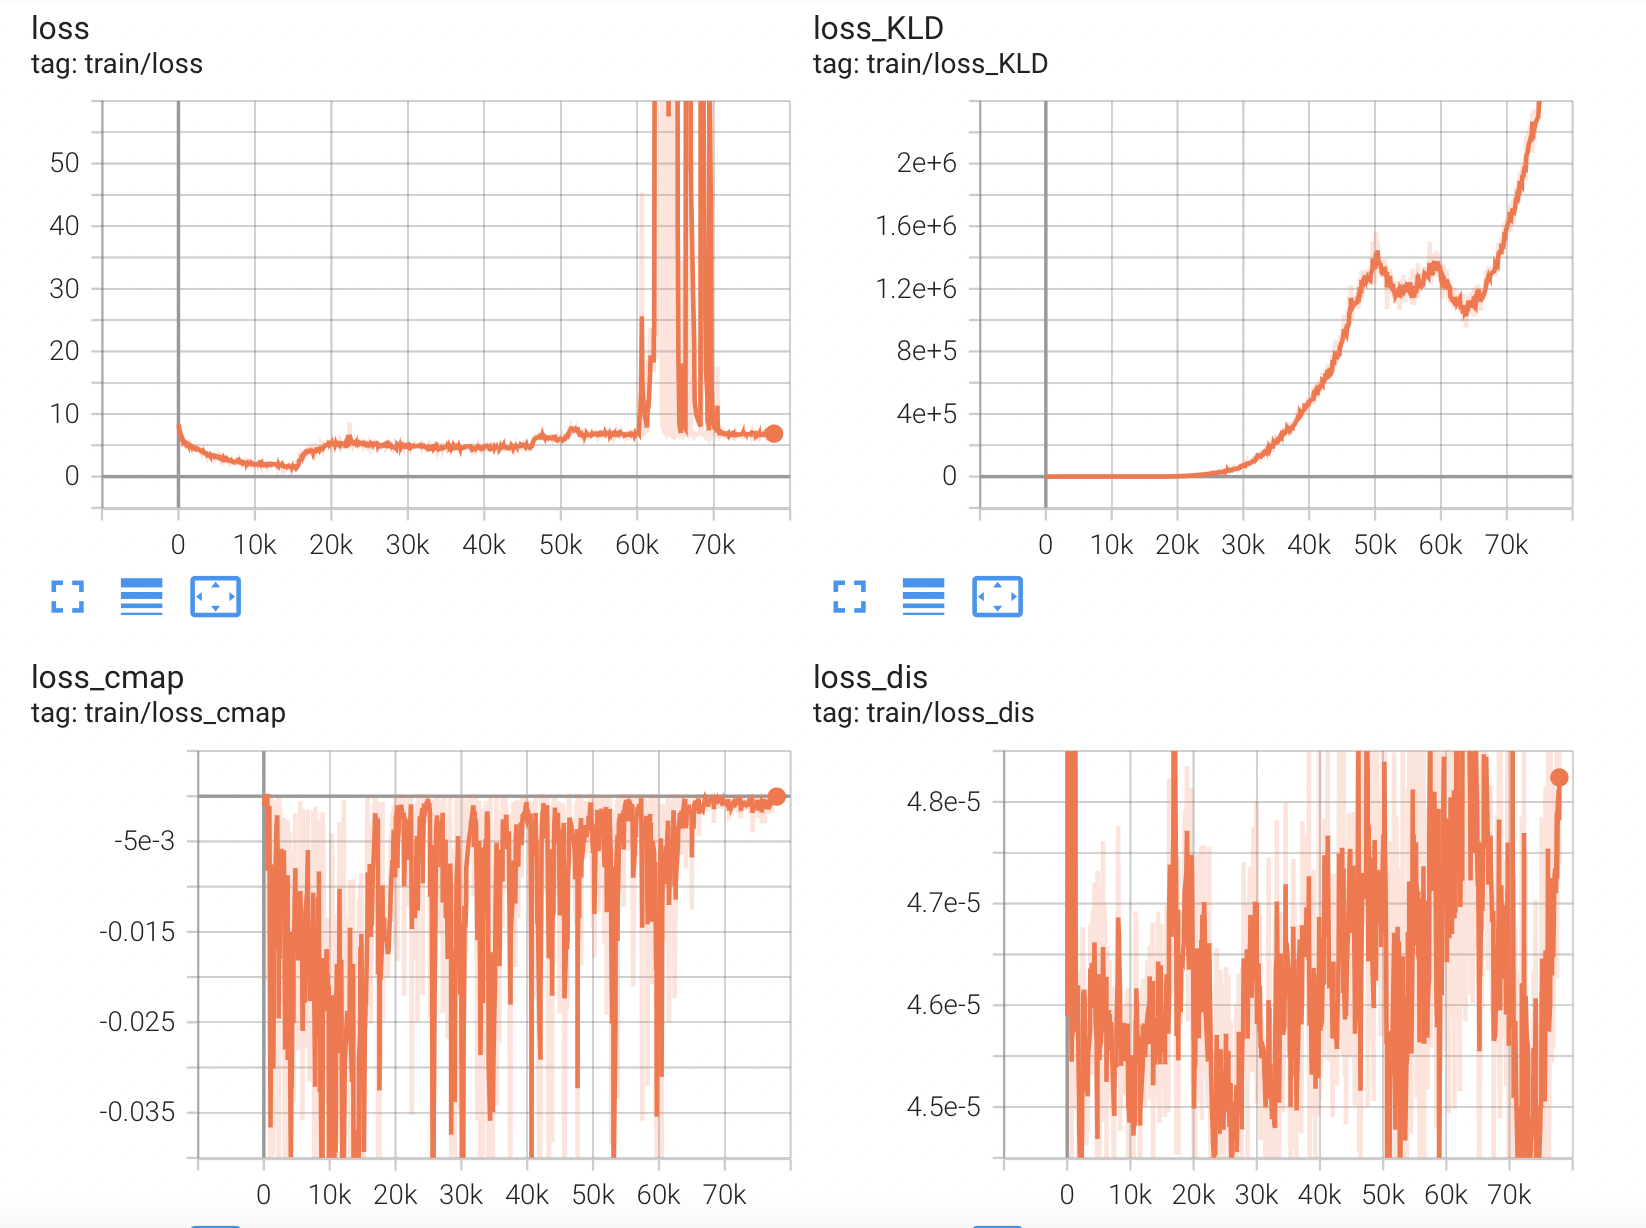 loss
tag: train/loss
50
40
30
20
10
0
0 10k 20k 30k 40k 50k 60k 70k
loss_KLD
tag: train/loss_KLD
2e+6
1.6e+6
1.2e+6
8e+5
4e+5
0
0 10k 20k 30k 40k 50k 60k 70k
loss_cmap
tag: train/loss_cmap
-5e-3
-0.015
-0.025
-0.035
0 10k 20k 30k 40k 50k 60k 70k
loss_dis
tag: train/loss_dis
4.8e-5
4.7e-5
4.6e-5
4.5e-5
0 10k 20k 30k 40k 50k 60k 70k